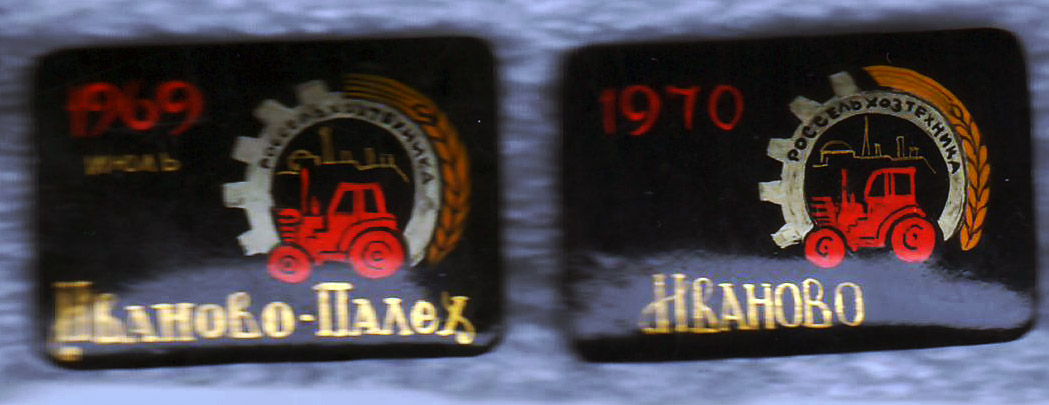 1969
июль
РОССЕЛЬХОЗТЕХНИКА
Иваново-Палех
1970
РОССЕЛЬХОЗТЕХНИКА
Иваново